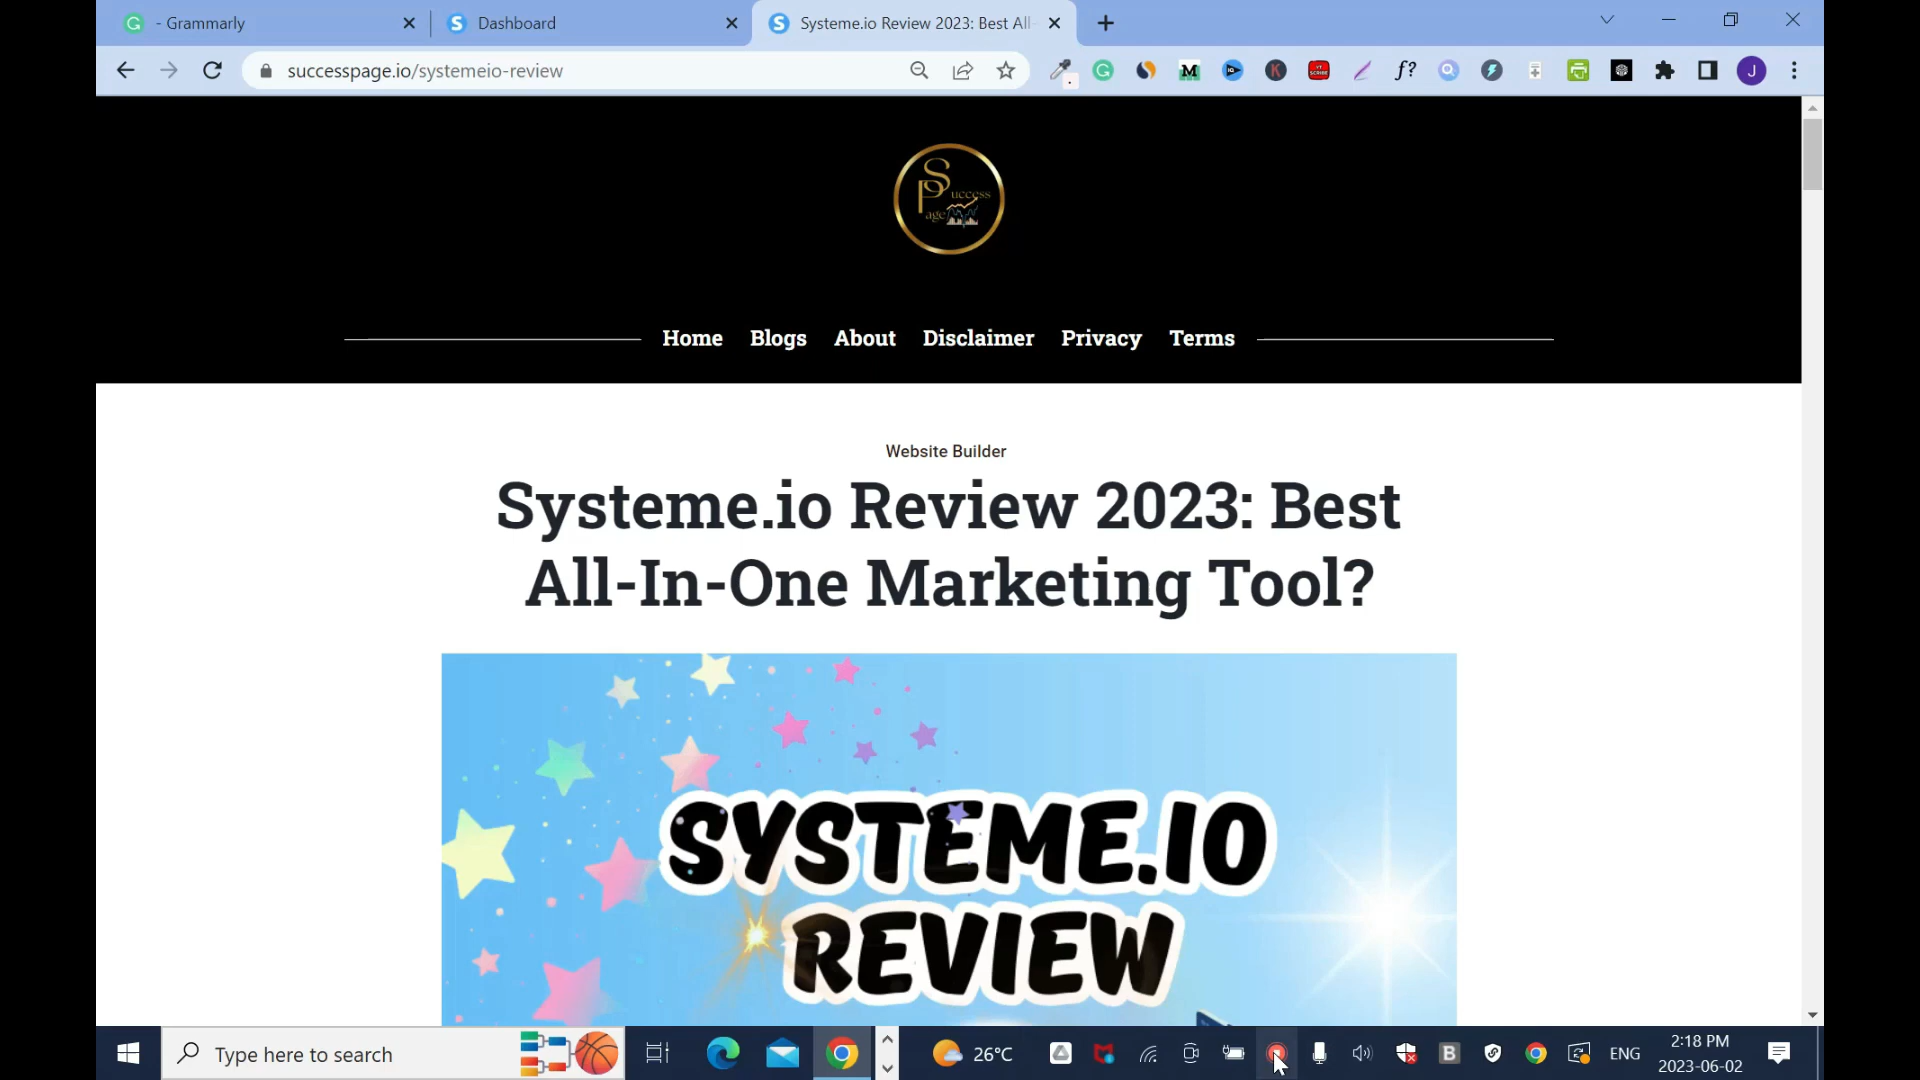 - Grammarly
Dashboard
Systeme.io Review 2023: Best All-
successpage.io/systemeio-review
Success
Page
Home Blogs About Disclaimer Privacy Terms
Website Builder
Systeme.io Review 2023: Best
All-In-One Marketing Tool?
SYSTEME.IO
REVIEW
Type here to search
26°C
ENG
2:18 PM
2023-06-02